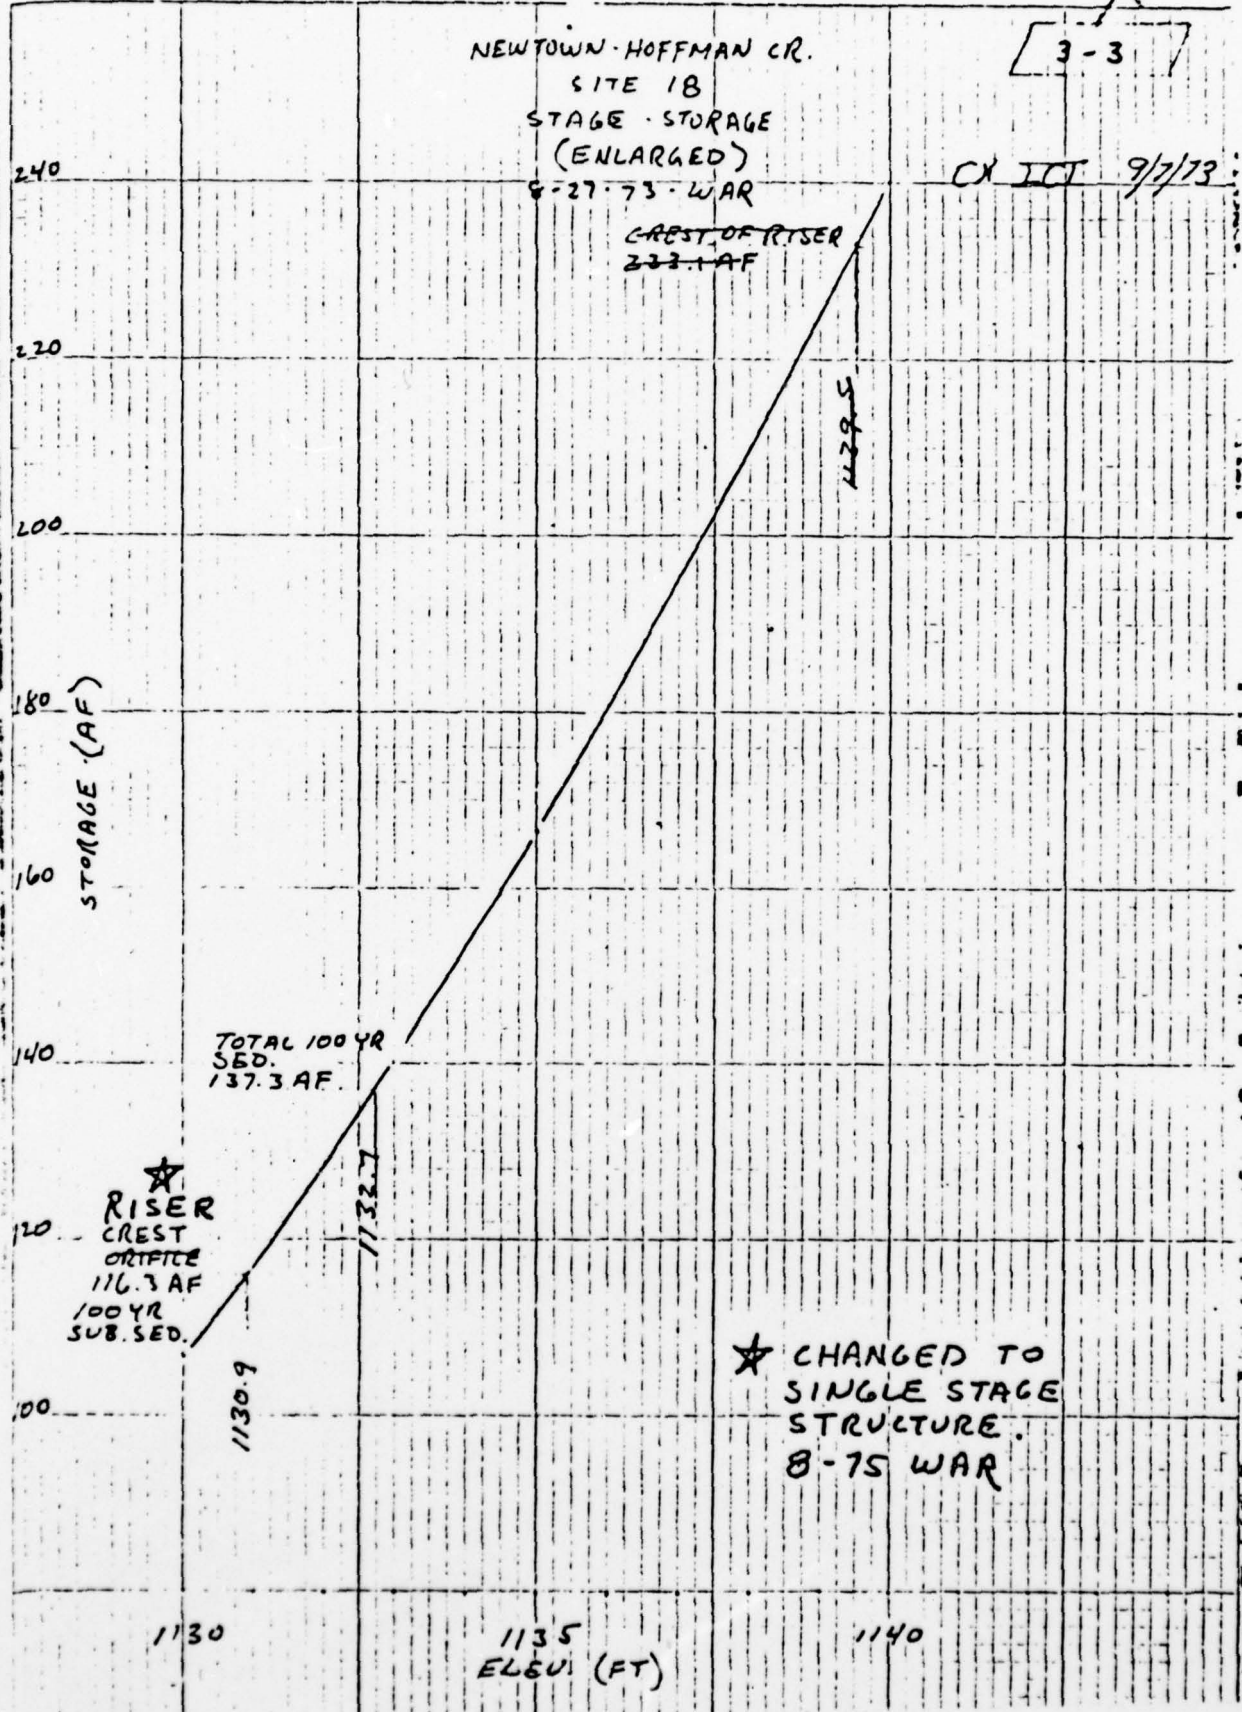 3-3
NEWTOWN·HOFFMAN CR.
SITE 18
STAGE·STORAGE
(ENLARGED)
8-27-73·WAR
CK ICI 9/7/73
CREST OF RISER
233.1 AF
1139.5
240
220
200
180
160
140
120
100
STORAGE (AF)
TOTAL 100 YR
SED.
137.3 AF.
1132.7
☆
RISER
CREST
ORIFICE
116.3 AF
100 YR
SUB. SED.
1130.9
☆ CHANGED TO
SINGLE STAGE
STRUCTURE.
8-75 WAR
1130
1135
1140
ELEV. (FT)